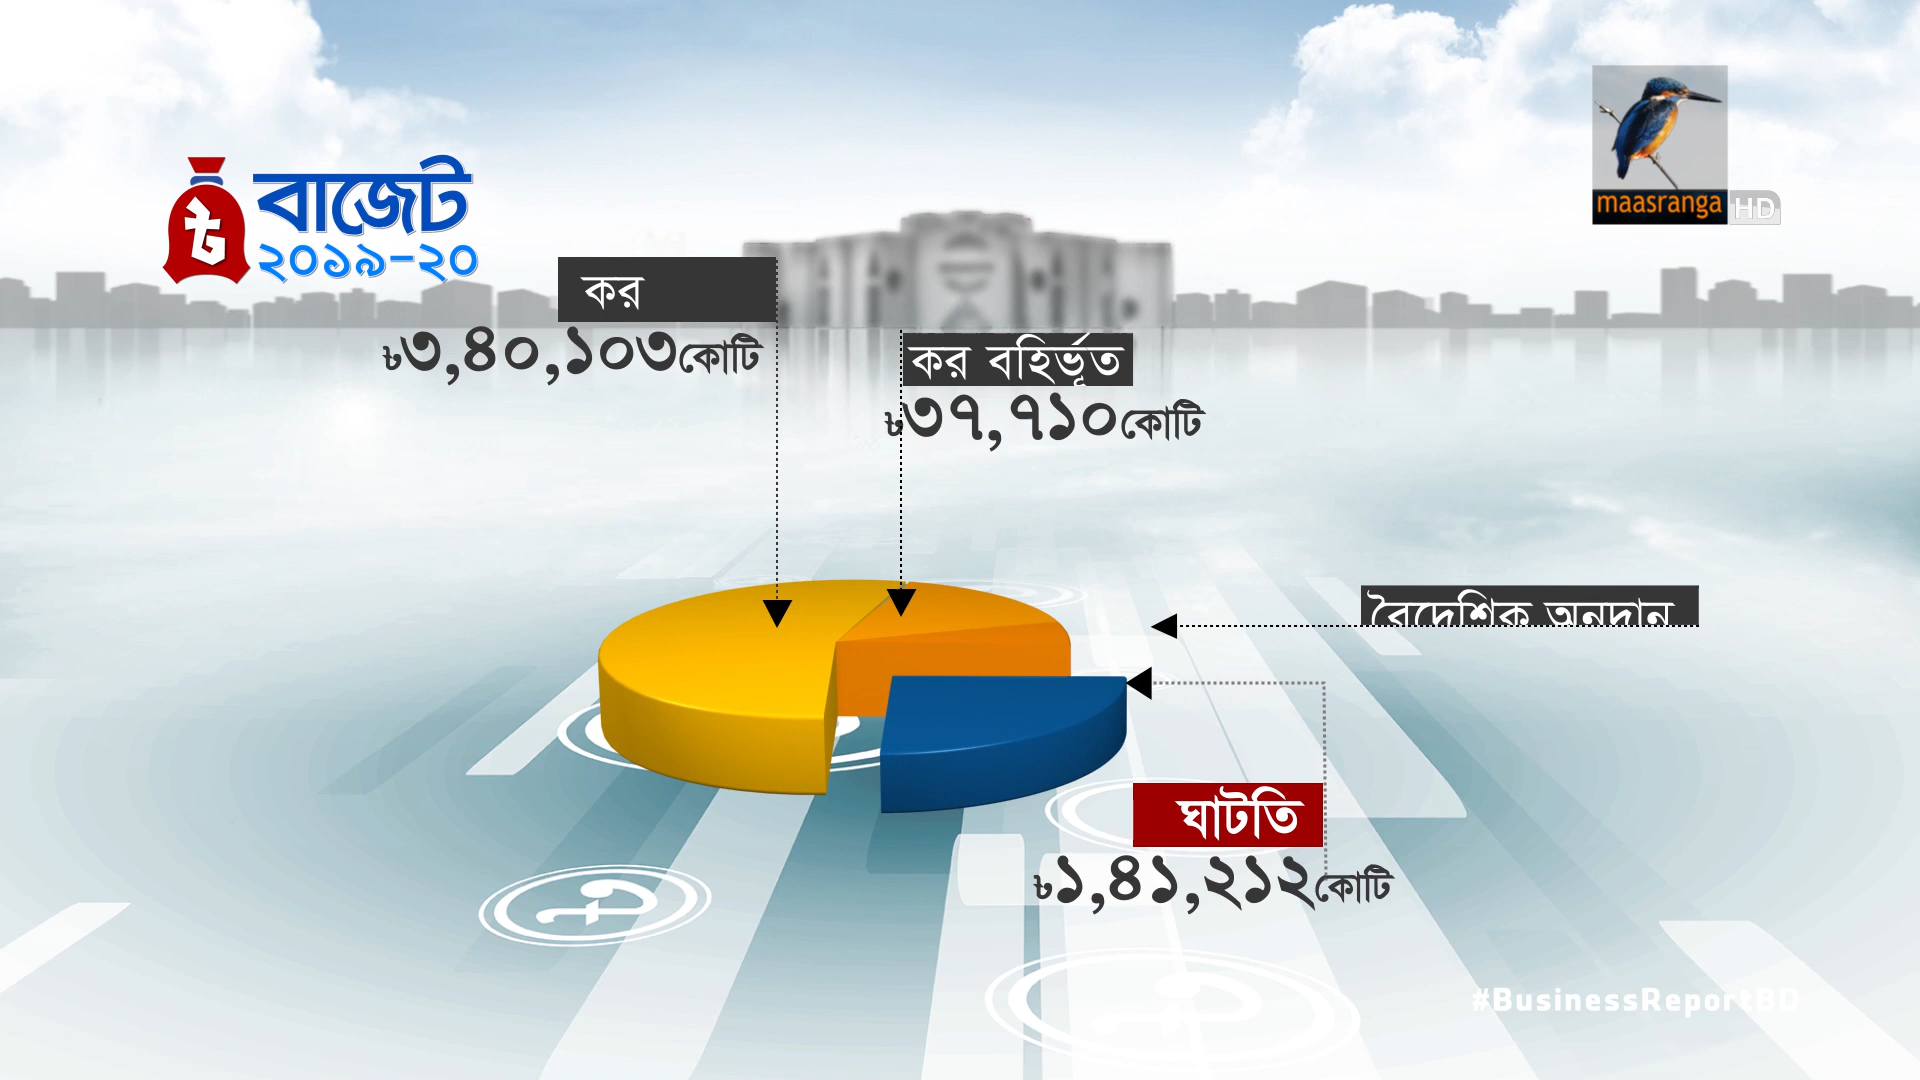 বাজেট
২০১৯-২০
maasranga HD
কর
৳৩,৪০,১০৩কোটি
কর বহির্ভূত
৳৩৭,৭১০কোটি
বৈদেশিক অনুদান
ঘাটতি
৳১,৪১,২১২কোটি
#BusinessReportBD